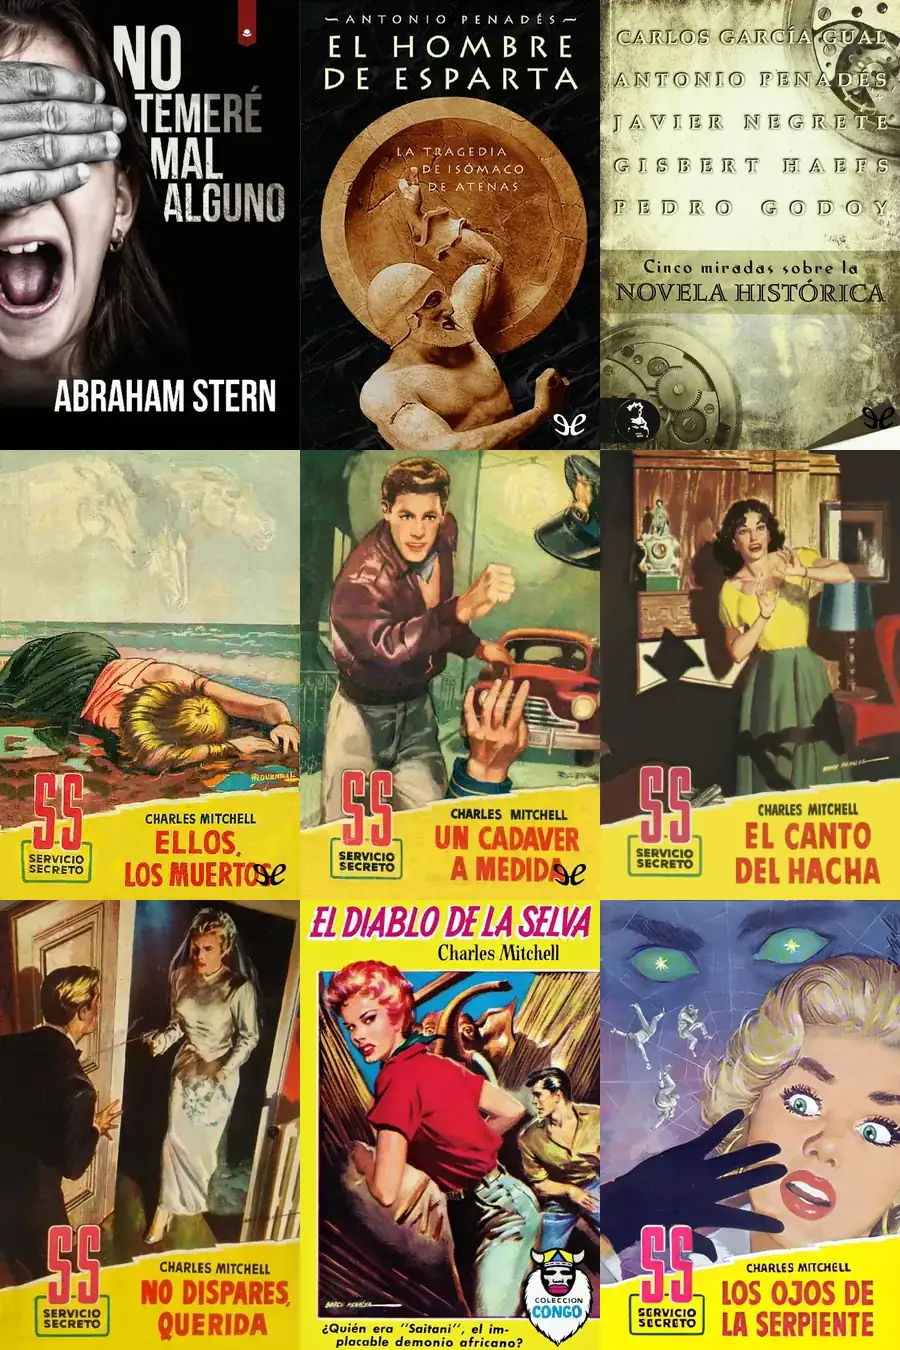 NO
TEMERÉ
MAL
ALGUNO
ABRAHAM STERN
~ANTONIO PENADÉS~
EL HOMBRE
DE ESPARTA
LA TRAGEDIA
DE ISÓMACO
DE ATENAS
CARLOS GARCÍA GUAL
ANTONIO PENADÉS
JAVIER NEGRETE
GISBERT HAEFS
PEDRO GODOY
Cinco miradas sobre la
NOVELA HISTÓRICA
SS
SERVICIO
SECRETO
CHARLES MITCHELL
ELLOS,
LOS MUERTOS
SS
SERVICIO
SECRETO
CHARLES MITCHELL
UN CADAVER
A MEDIDA
SS
SERVICIO
SECRETO
BOSCH PENALVA
CHARLES MITCHELL
EL CANTO
DEL HACHA
SS
SERVICIO
SECRETO
CHARLES MITCHELL
NO DISPARES,
QUERIDA
EL DIABLO DE LA SELVA
Charles Mitchell
BOSCH PENALVA
COLECCION
CONGO
¿Quién era "Saitani", el im-
placable demonio africano?
SS
SERVICIO
SECRETO
CHARLES MITCHELL
LOS OJOS DE
LA SERPIENTE